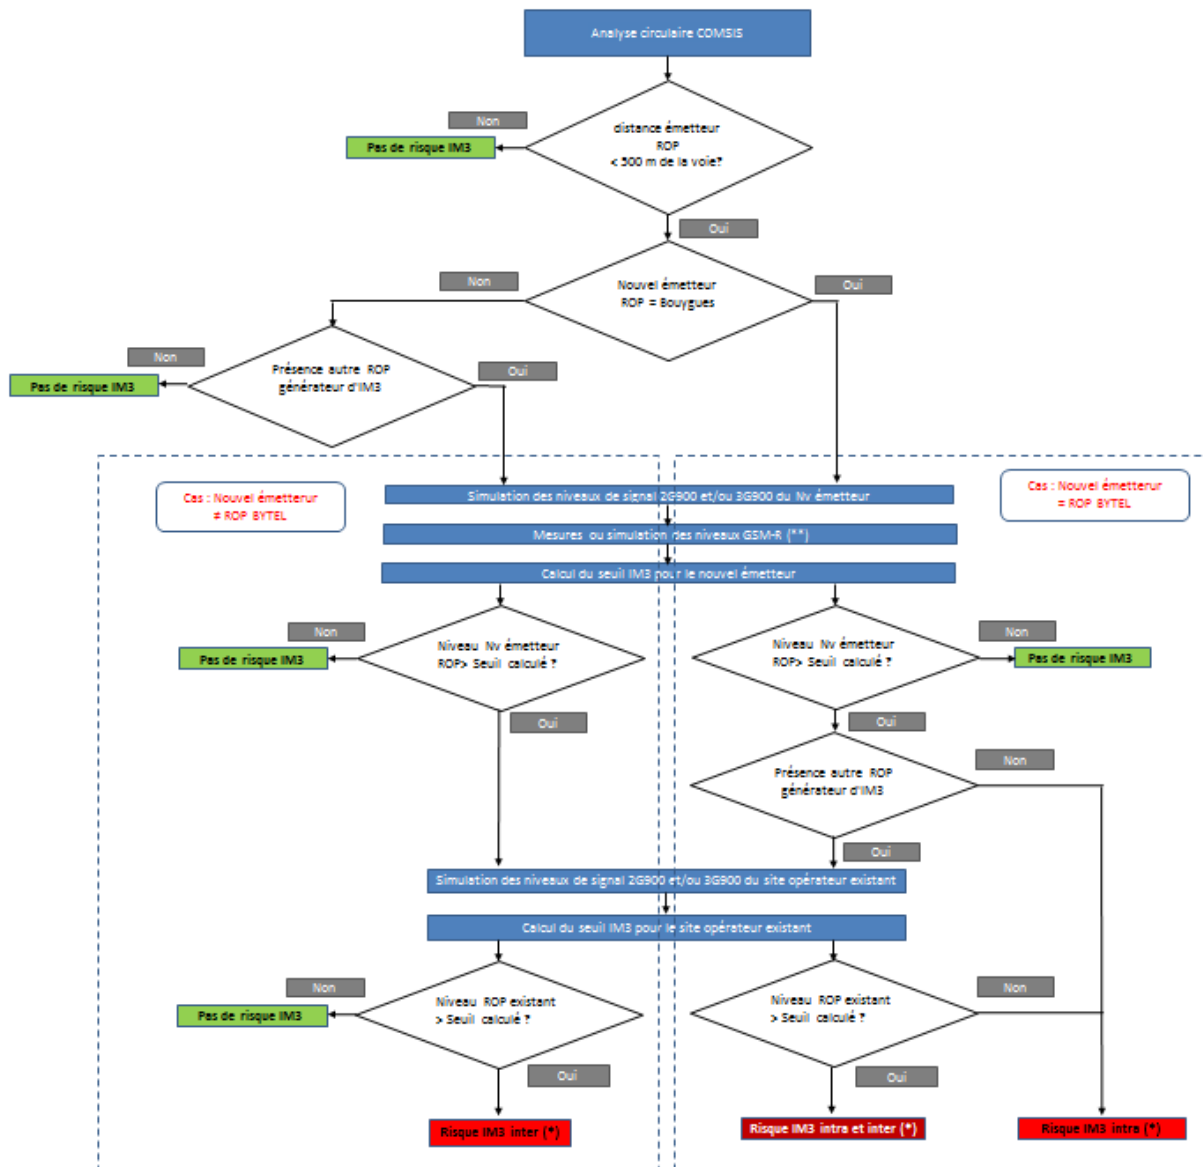 Analyse circulaire COMSIS
distance émetteur
ROP
< 500 m de la voie?
Non
Pas de risque IM3
Oui
Nouvel émetteur
ROP = Bouygues
Non
Oui
Présence autre ROP
générateur d'IM3
Non
Pas de risque IM3
Oui
Cas : Nouvel émetterur
≠ ROP BYTEL
Cas : Nouvel émetterur
= ROP BYTEL
Simulation des niveaux de signal 2G900 et/ou 3G900 du Nv émetteur
Mesures ou simulation des niveaux GSM-R (**)
Calcul du seuil IM3 pour le nouvel émetteur
Niveau Nv émetteur
ROP> Seuil calculé ?
Non
Pas de risque IM3
Oui
Niveau Nv émetteur
ROP> Seuil calculé ?
Non
Pas de risque IM3
Oui
Présence autre ROP
générateur d'IM3
Non
Oui
Simulation des niveaux de signal 2G900 et/ou 3G900 du site opérateur existant
Calcul du seuil IM3 pour le site opérateur existant
Niveau ROP existant
> Seuil calculé ?
Non
Pas de risque IM3
Oui
Niveau ROP existant
> Seuil calculé ?
Non
Oui
Risque IM3 inter (*)
Risque IM3 intra et inter (*)
Risque IM3 intra (*)